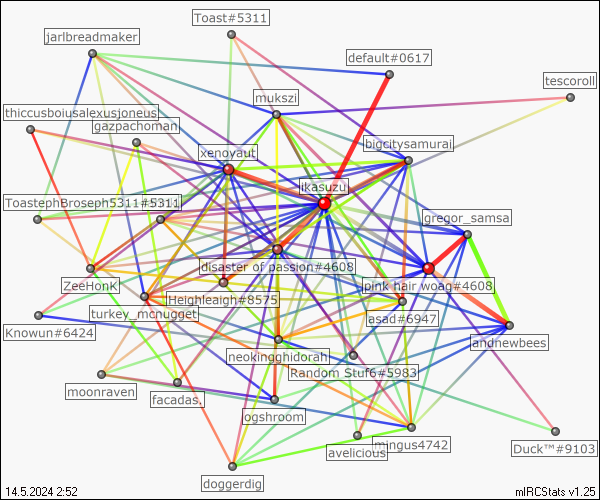 Toast#5311
jarlbreadmaker
default#0617
tescoroll
mukszi
thiccusboiusalexusjoneus
gazpachoman
bigcitysamurai
xenoyaut
ikasuzu
ToastephBroseph5311#5311
gregor_samsa
disaster of passion#4608
ZeeHonK
pink hair woag#4608
Heighleaigh#8575
turkey_mcnugget
asad#6947
Knowun#6424
andnewbees
neokingghidorah
Random Stuf6#5983
moonraven
facadas.
ogshroom
mingus4742
avelicious
Duck™#9103
doggerdig
14.5.2024 2:52
mIRCStats v1.25